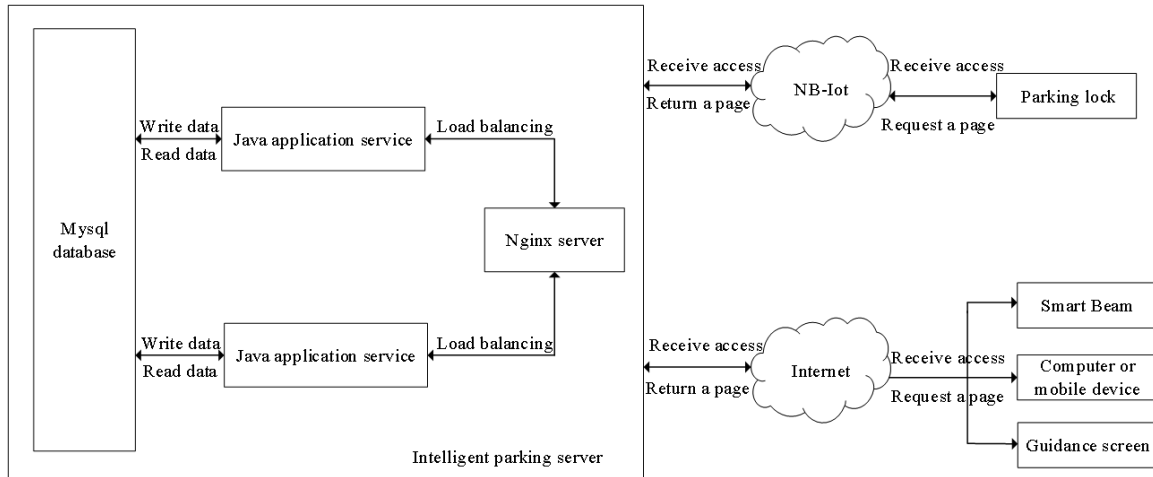 Mysql
database
Write data
Read data
Java application service
Load balancing
Nginx server
Write data
Read data
Java application service
Load balancing
Intelligent parking server
Receive access
Return a page
NB-Iot
Receive access
Request a page
Parking lock
Receive access
Return a page
Internet
Receive access
Request a page
Smart Beam
Computer or
mobile device
Guidance screen